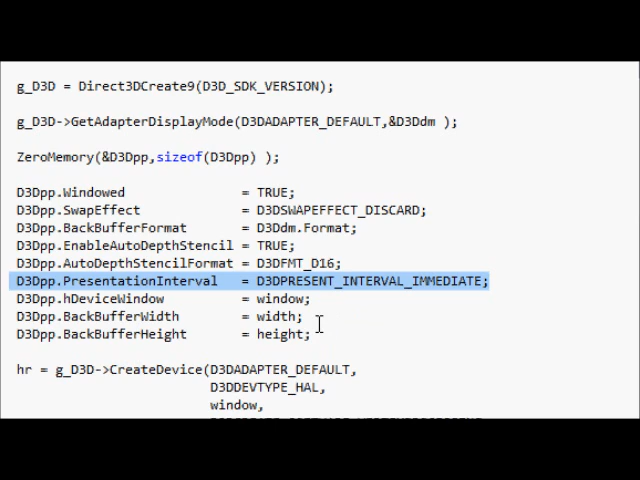 g_D3D = Direct3DCreate9(D3D_SDK_VERSION);
g_D3D->GetAdapterDisplayMode(D3DADAPTER_DEFAULT,&D3Ddm );
ZeroMemory(&D3Dpp,sizeof(D3Dpp) );
D3Dpp.Windowed = TRUE;
D3Dpp.SwapEffect = D3DSWAPEFFECT_DISCARD;
D3Dpp.BackBufferFormat = D3Ddm.Format;
D3Dpp.EnableAutoDepthStencil = TRUE;
D3Dpp.AutoDepthStencilFormat = D3DFMT_D16;
D3Dpp.PresentationInterval = D3DPRESENT_INTERVAL_IMMEDIATE;
D3Dpp.hDeviceWindow = window;
D3Dpp.BackBufferWidth = width;
D3Dpp.BackBufferHeight = height;
hr = g_D3D->CreateDevice(D3DADAPTER_DEFAULT,
D3DDEVTYPE_HAL,
window,